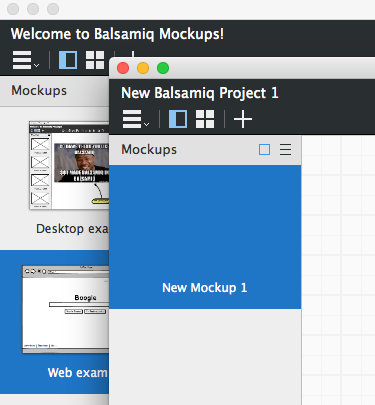 Welcome to Balsamiq Mockups!
Mockups
Desktop exa
Boogle
Web exam
New Balsamiq Project 1
Mockups
New Mockup 1